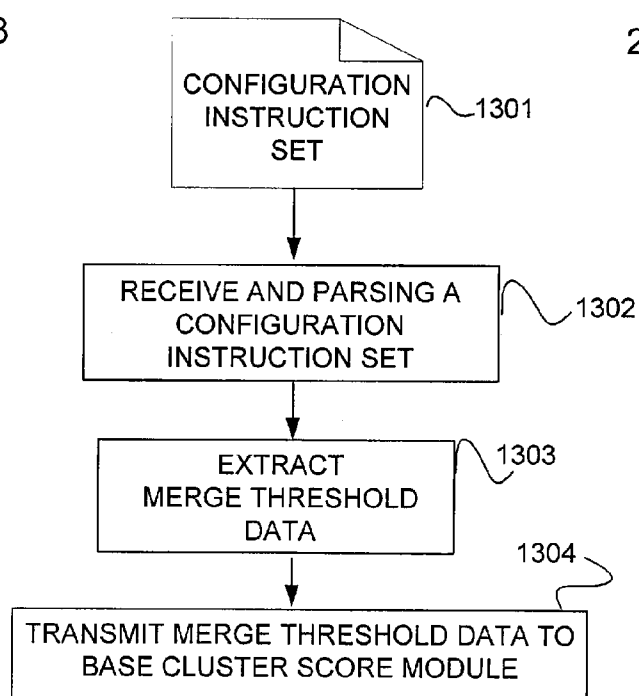 3
2
CONFIGURATION
INSTRUCTION
SET
1301
RECEIVE AND PARSING A
CONFIGURATION
INSTRUCTION SET
1302
EXTRACT
MERGE THRESHOLD
DATA
1303
1304
TRANSMIT MERGE THRESHOLD DATA TO
BASE CLUSTER SCORE MODULE